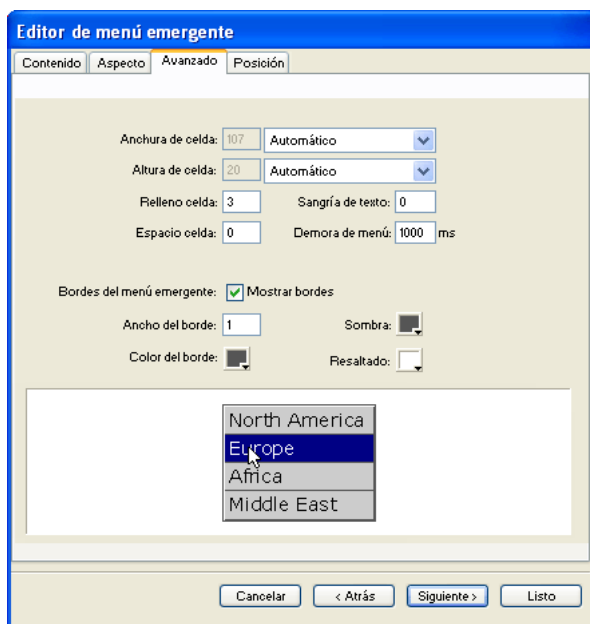 Editor de menú emergente
Contenido Aspecto Avanzado Posición
Anchura de celda: 107 Automático
Altura de celda: 20 Automático
Relleno celda: 3 Sangría de texto: 0
Espacio celda: 0 Demora de menú: 1000 ms
Bordes del menú emergente: Mostrar bordes
Ancho del borde: 1 Sombra:
Color del borde: Resaltado:
North America
Europe
Africa
Middle East
Cancelar < Atrás Siguiente > Listo